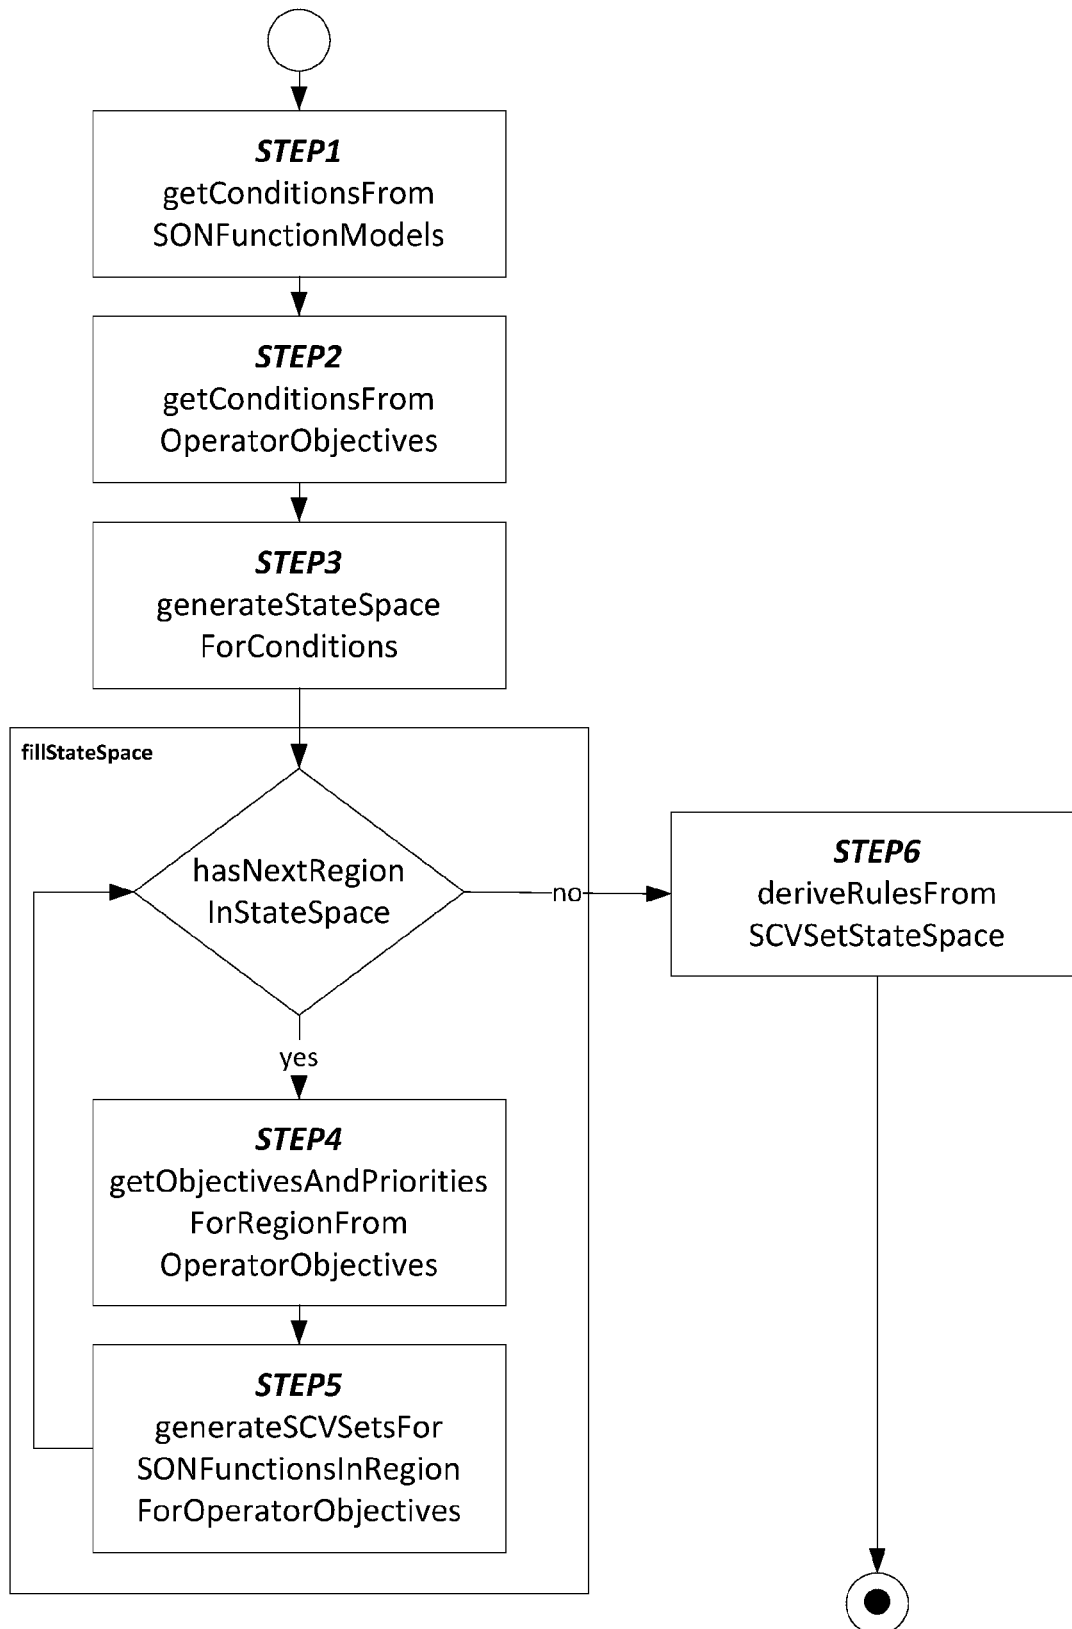 STEP1
getConditionsFrom
SONFunctionModels
STEP2
getConditionsFrom
OperatorObjectives
STEP3
generateStateSpace
ForConditions
fillStateSpace
hasNextRegion
InStateSpace
no
STEP6
deriveRulesFrom
SCVSetStateSpace
yes
STEP4
getObjectivesAndPriorities
ForRegionFrom
OperatorObjectives
STEP5
generateSCVSetsFor
SONFunctionsInRegion
ForOperatorObjectives